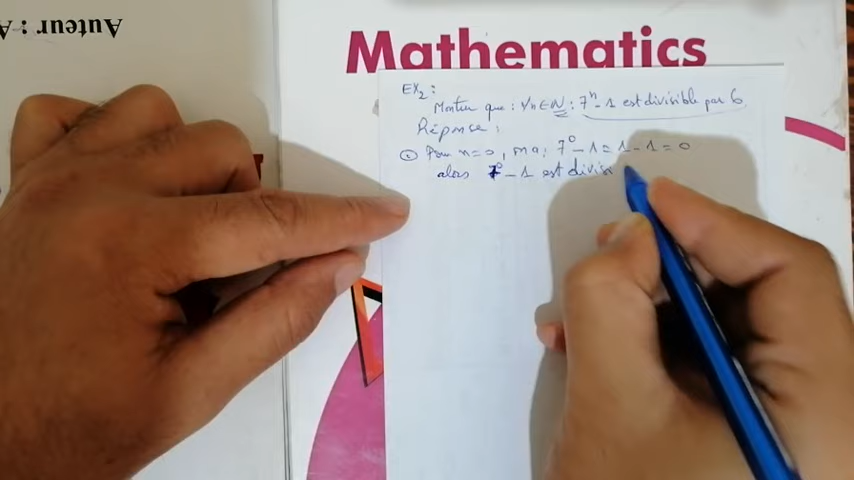 Auteur : A
Mathematics
Ex2 :
Montrer que : ∀n∈ℕ : 7ⁿ-1 est divisible par 6
Réponse :
Pour n=0, on a : 7⁰-1 = 1-1 = 0
alors 7⁰-1 est divisi